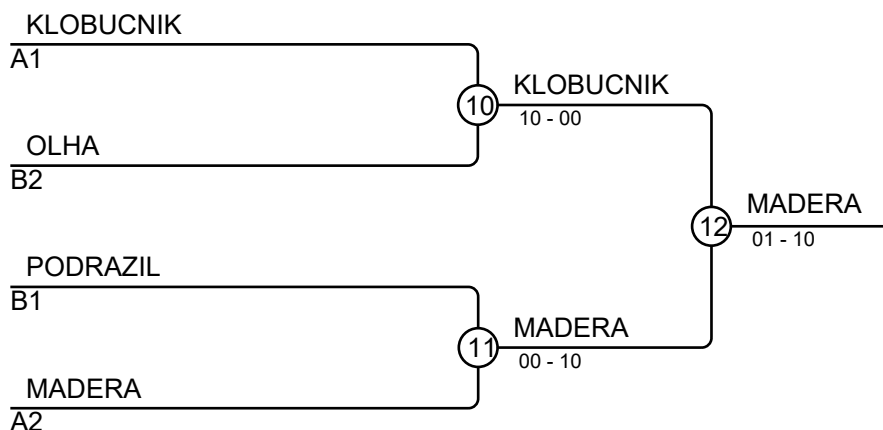 KLOBUCNIK
A1
10
KLOBUCNIK
10 - 00
OLHA
B2
12
MADERA
01 - 10
PODRAZIL
B1
11
MADERA
00 - 10
MADERA
A2